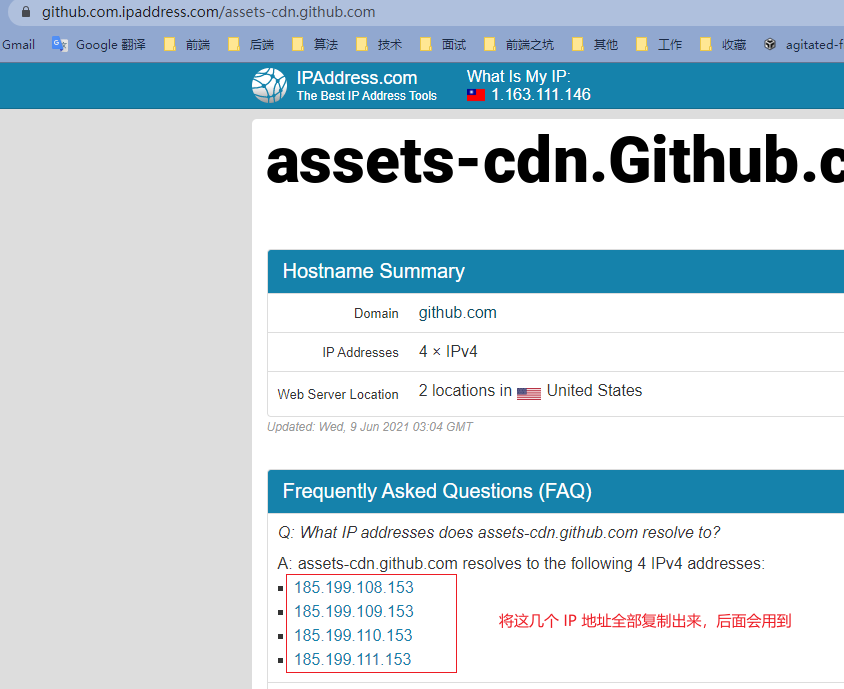 github.com.ipaddress.com/assets-cdn.github.com
Gmail Google 翻译 前端 后端 算法 技术 面试 前端之坑 其他 工作 收藏 agitated-f
IPAddress.com
The Best IP Address Tools
What Is My IP:
1.163.111.146
assets-cdn.Github.c
Hostname Summary
Domain github.com
IP Addresses 4 × IPv4
Web Server Location 2 locations in United States
Updated: Wed, 9 Jun 2021 03:04 GMT
Frequently Asked Questions (FAQ)
Q: What IP addresses does assets-cdn.github.com resolve to?
A: assets-cdn.github.com resolves to the following 4 IPv4 addresses:
185.199.108.153
185.199.109.153
185.199.110.153
185.199.111.153
将这几个 IP 地址全部复制出来，后面会用到